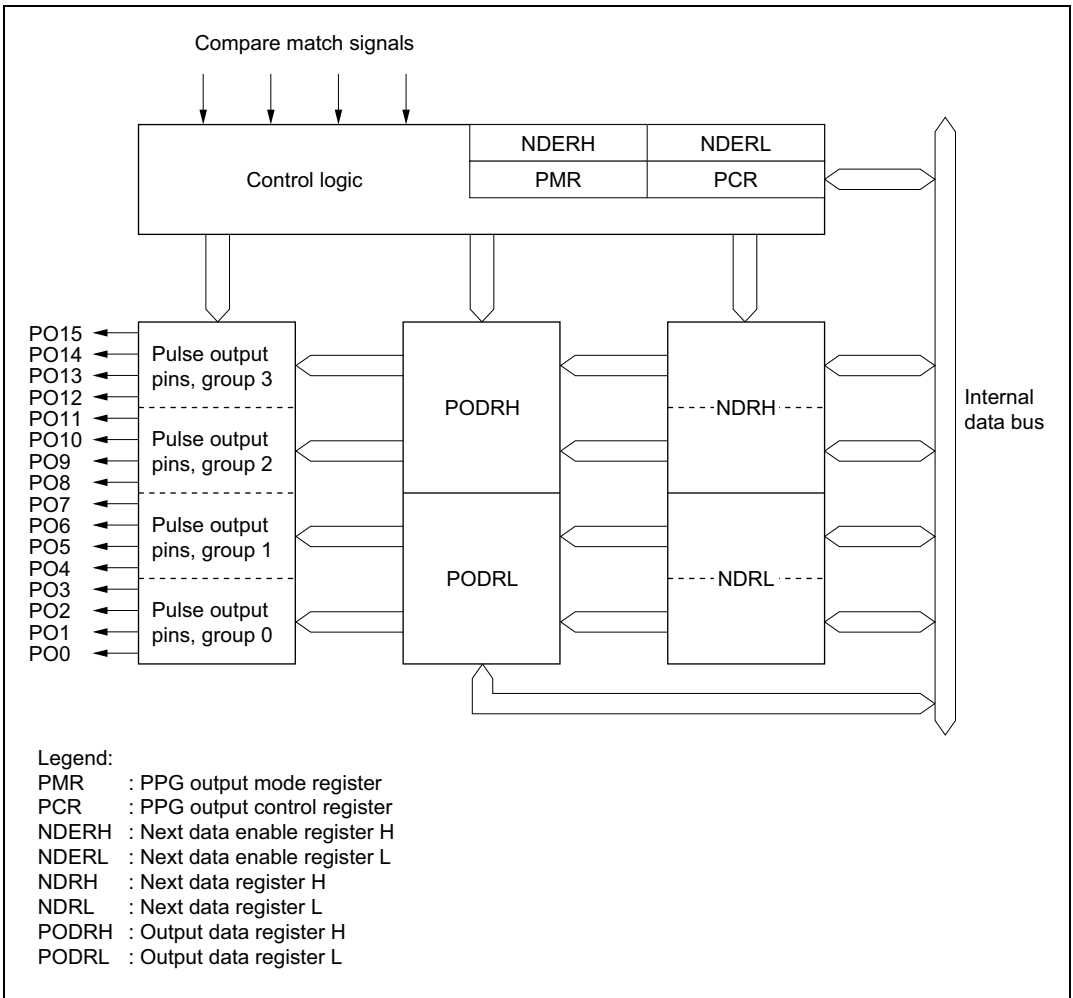 Compare match signals
NDERH
NDERL
Control logic
PMR
PCR
PO15
PO14
PO13
PO12
PO11
PO10
PO9
PO8
PO7
PO6
PO5
PO4
PO3
PO2
PO1
PO0
Pulse output
pins, group 3
Pulse output
pins, group 2
Pulse output
pins, group 1
Pulse output
pins, group 0
PODRH
PODRL
NDRH
NDRL
Internal
data bus
Legend:
PMR : PPG output mode register
PCR : PPG output control register
NDERH : Next data enable register H
NDERL : Next data enable register L
NDRH : Next data register H
NDRL : Next data register L
PODRH : Output data register H
PODRL : Output data register L